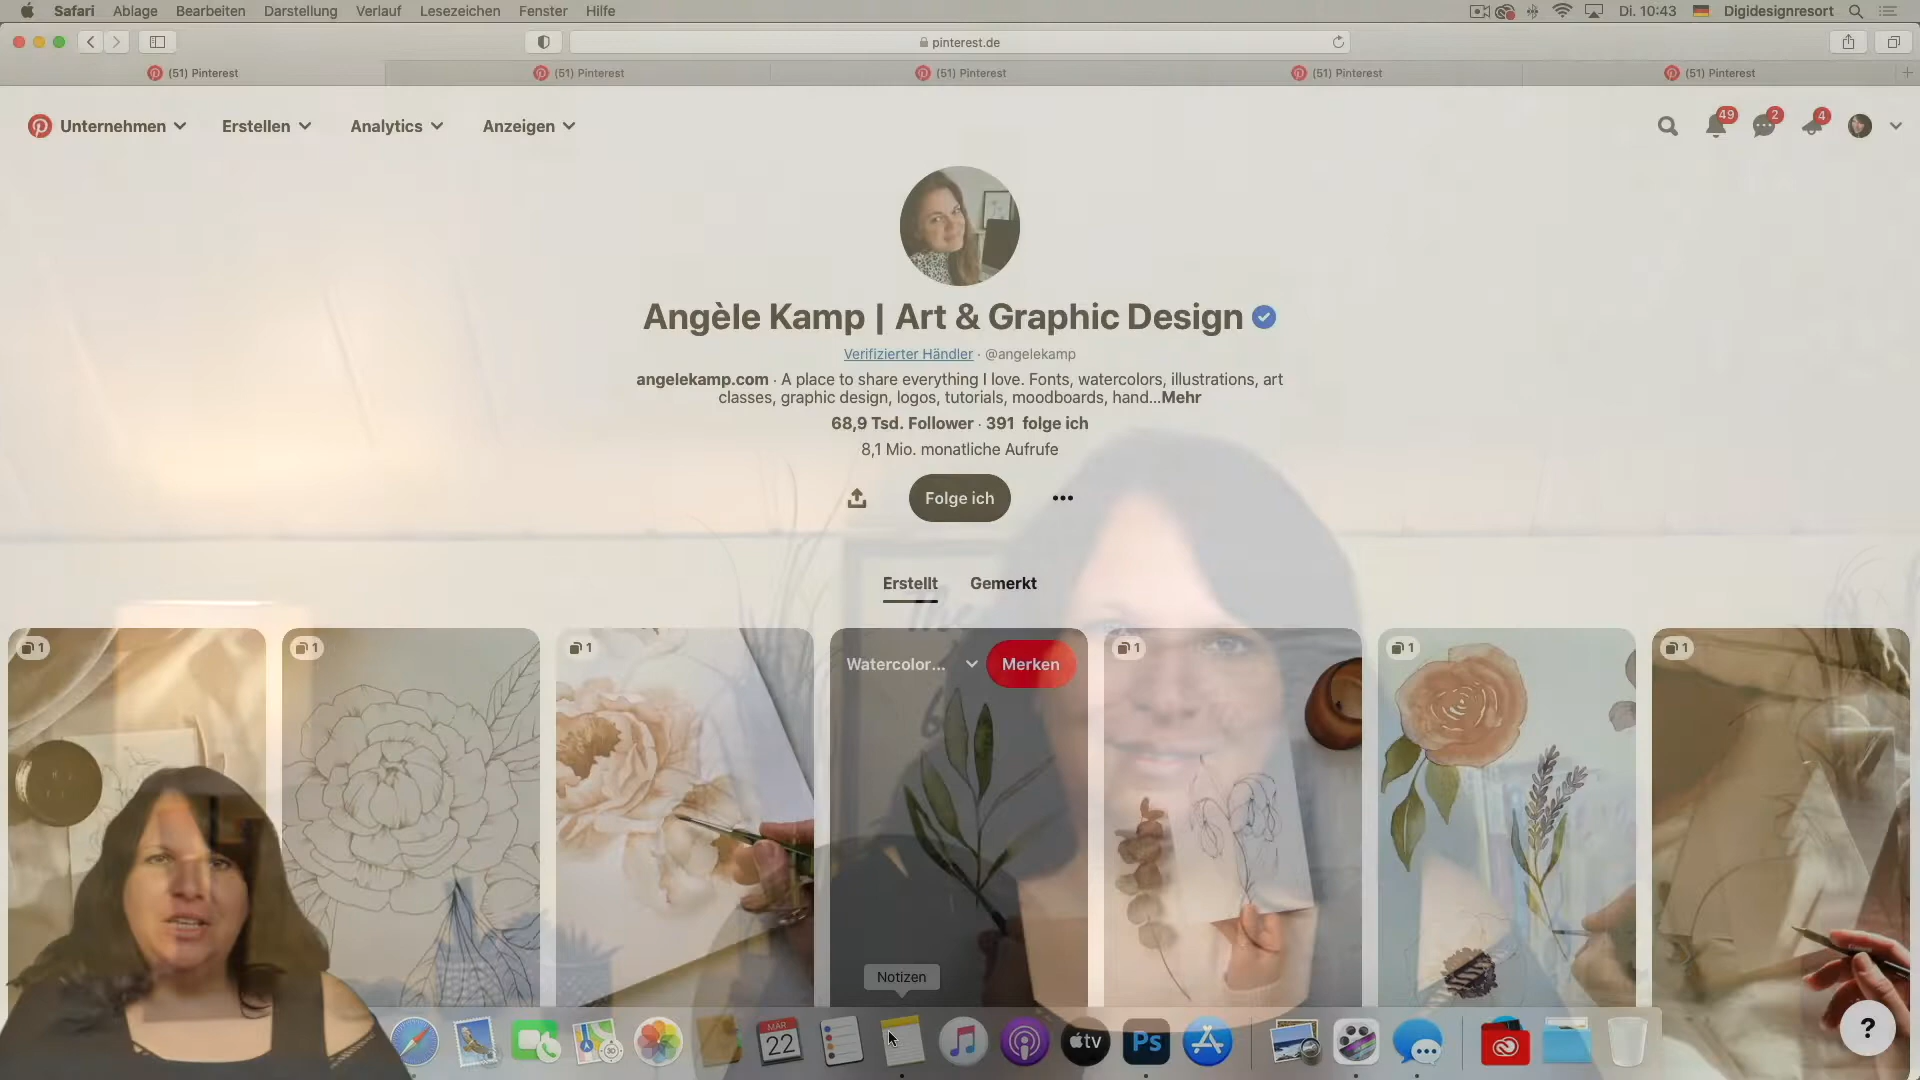 Safari Ablage Bearbeiten Darstellung Verlauf Lesezeichen Fenster Hilfe Di. 10:43 Digidesignresort
pinterest.de
(51) Pinterest (51) Pinterest (51) Pinterest (51) Pinterest (51) Pinterest
Unternehmen Erstellen Analytics Anzeigen 49 2 4
Angèle Kamp | Art & Graphic Design
Verifizierter Händler · @angelekamp
angelekamp.com · A place to share everything I love. Fonts, watercolors, illustrations, art
classes, graphic design, logos, tutorials, moodboards, hand...Mehr
68,9 Tsd. Follower · 391 folge ich
8,1 Mio. monatliche Aufrufe
Folge ich
Erstellt Gemerkt
1 1 1 1 1 1
Watercolor... Merken
Notizen
MAR
22
3D
tv
Ps
?